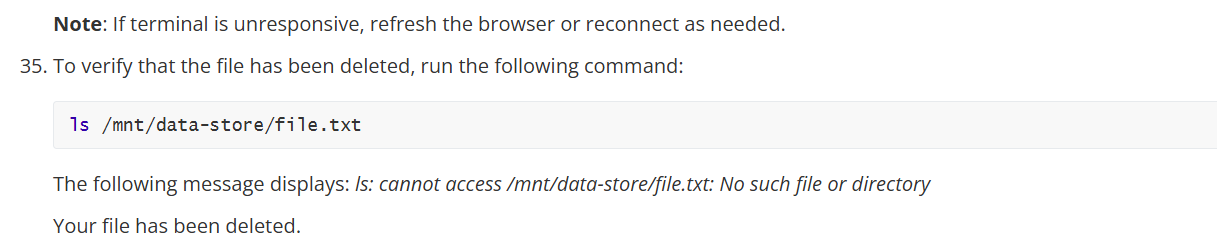 Note: If terminal is unresponsive, refresh the browser or reconnect as needed.
35. To verify that the file has been deleted, run the following command:
ls /mnt/data-store/file.txt
The following message displays: ls: cannot access /mnt/data-store/file.txt: No such file or directory
Your file has been deleted.